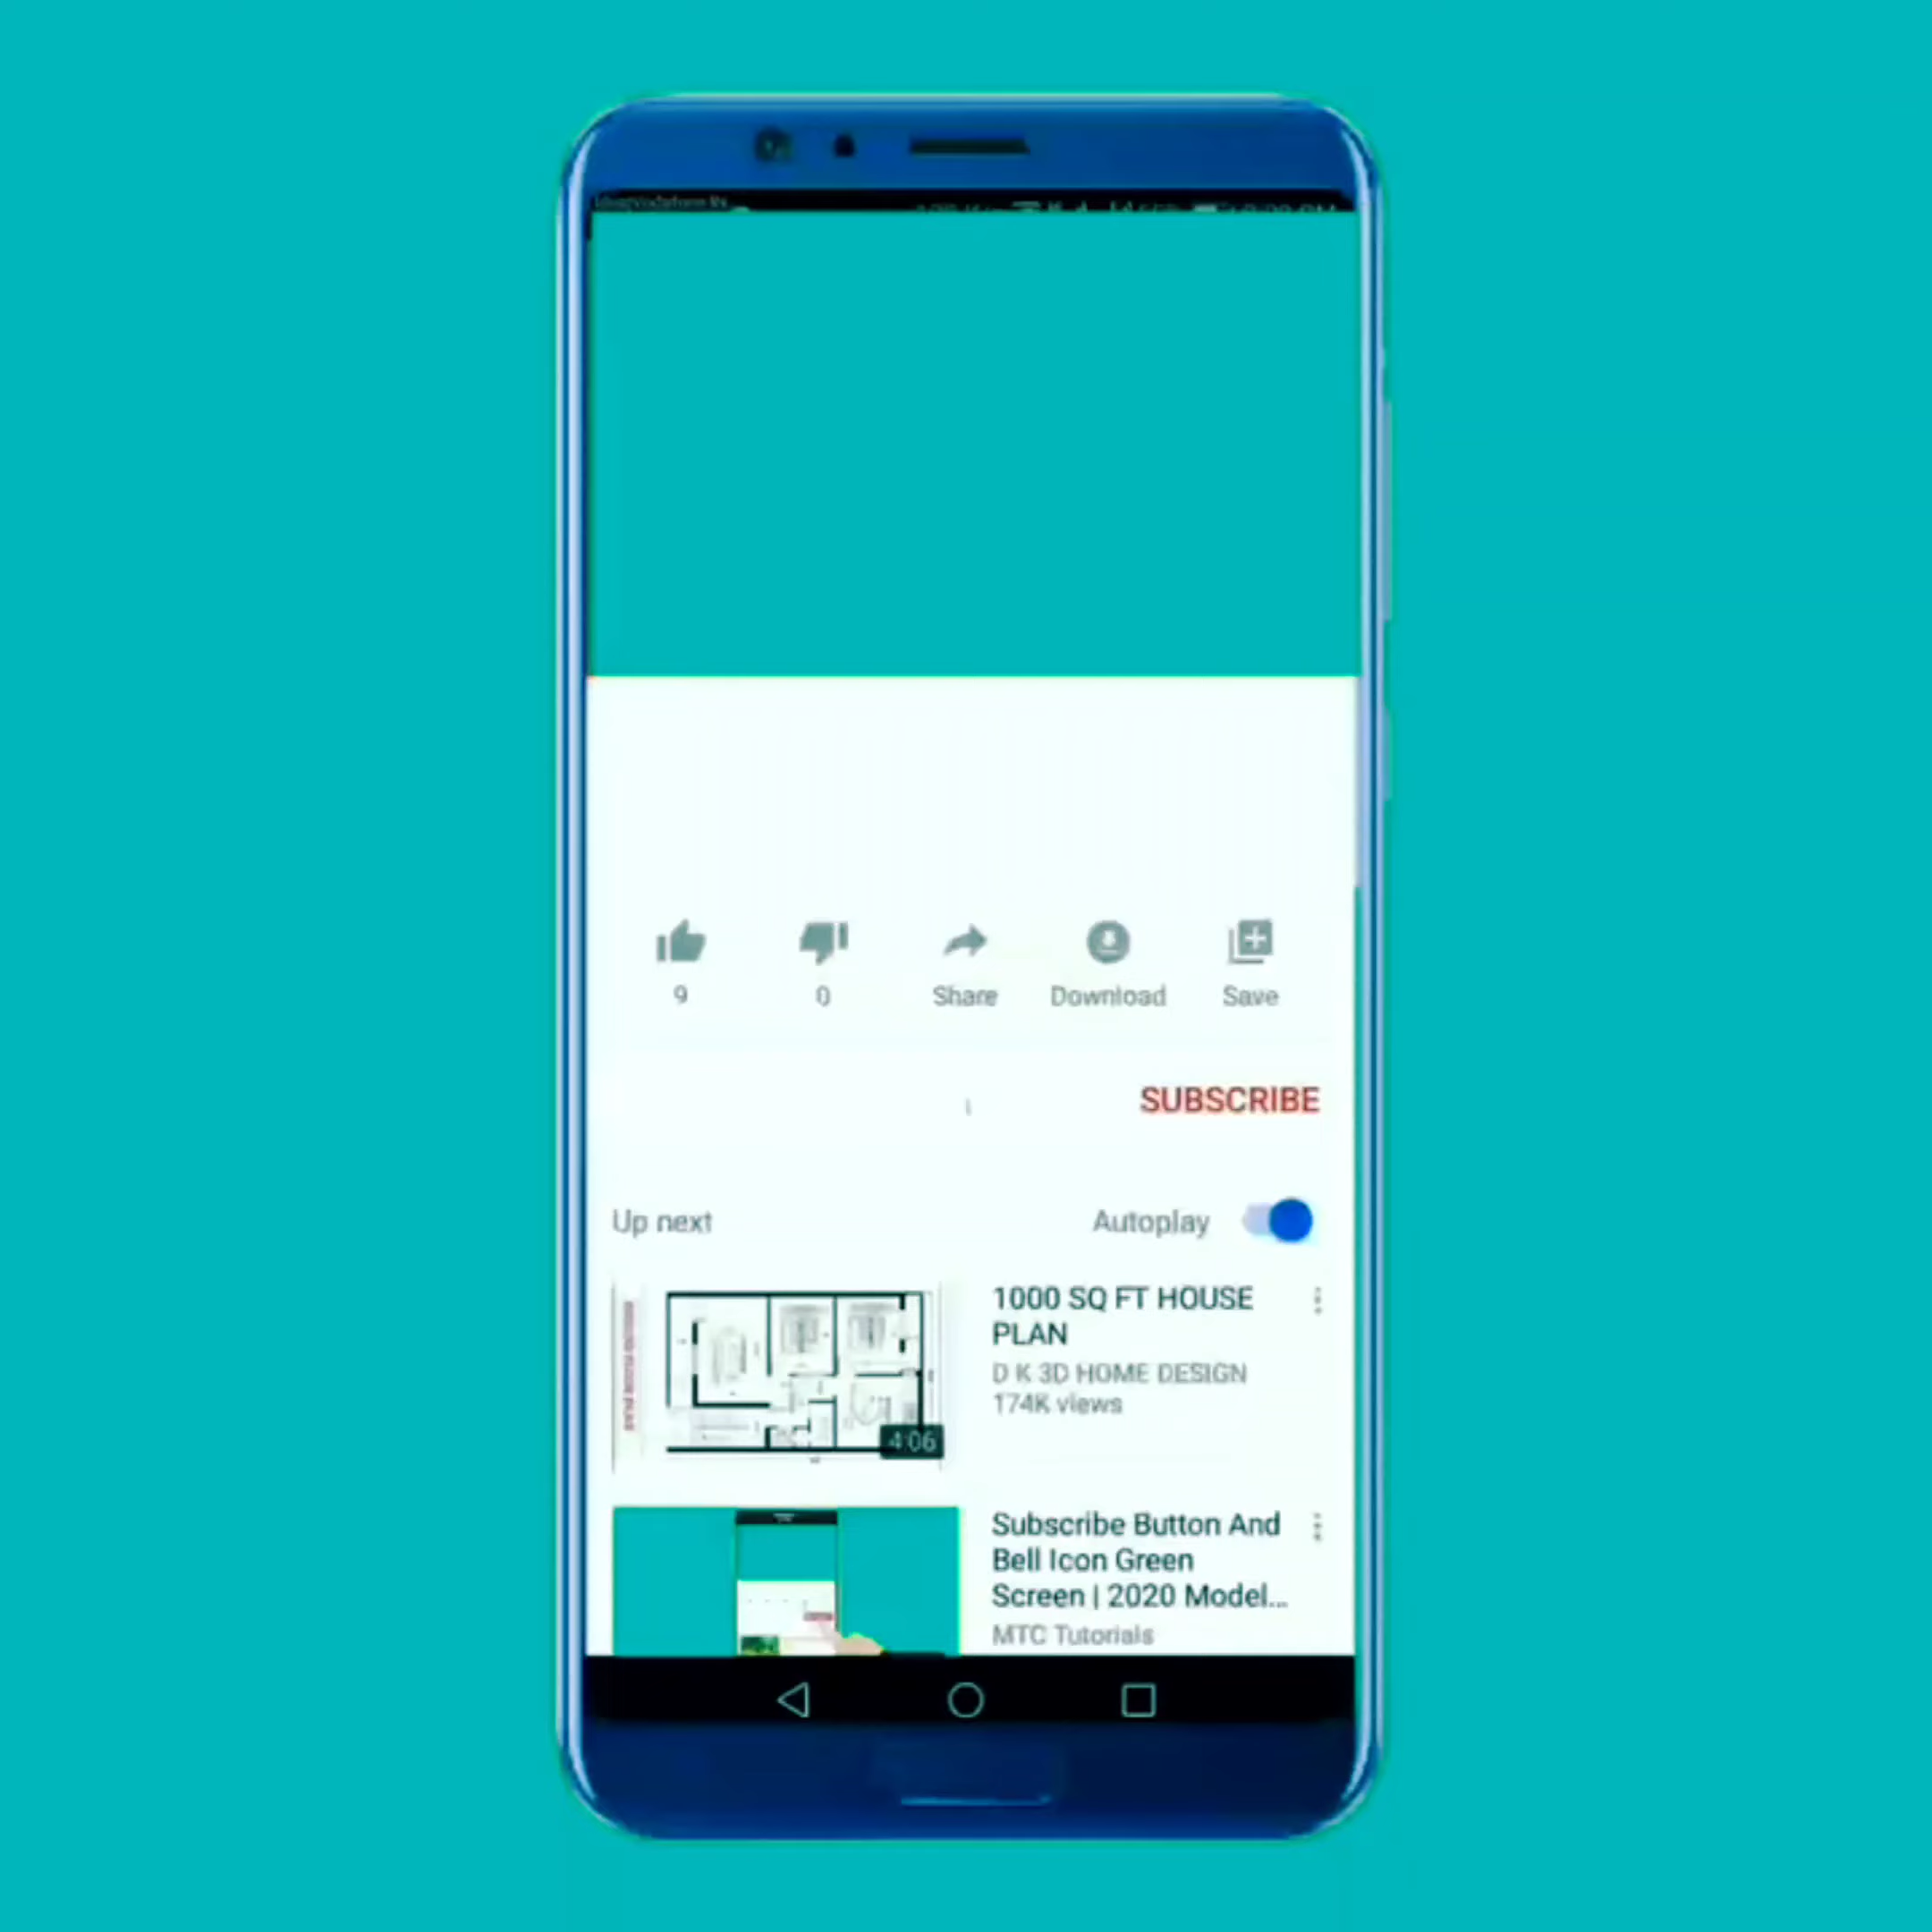 9
0
Share
Download
Save
SUBSCRIBE
Up next
Autoplay
1000 SQ FT HOUSE
PLAN
D K 3D HOME DESIGN
174K views
4:06
Subscribe Button And
Bell Icon Green
Screen | 2020 Model...
MTC Tutorials